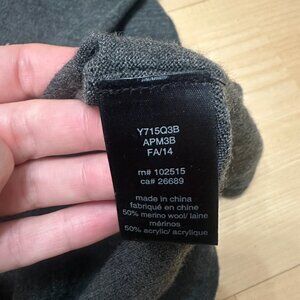 Y715Q3B
APM3B
FA/14
rn# 102515
ca# 26689
made in china
fabriqué en chine
50% merino wool/ laine
mérinos
50% acrylic/ acrylique